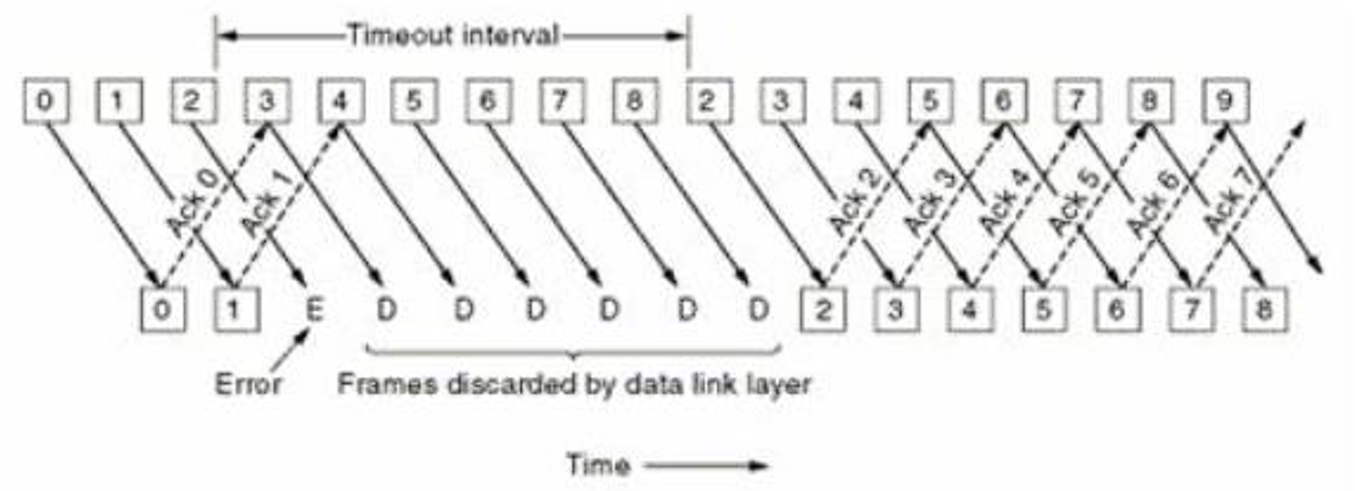 Timeout interval
0 1 2 3 4 5 6 7 8 2 3 4 5 6 7 8 9
Ack 0 Ack 1 Ack 2 Ack 3 Ack 4 Ack 5 Ack 6 Ack 7
0 1 E D D D D D D 2 3 4 5 6 7 8
Error Frames discarded by data link layer
Time